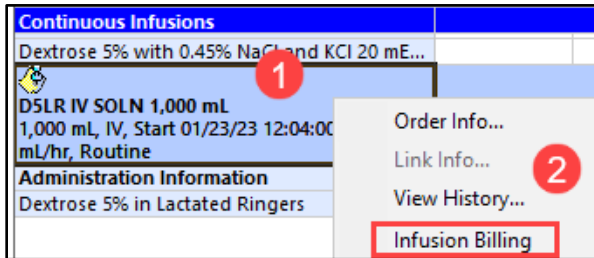 Continuous Infusions
Dextrose 5% with 0.45% NaCl and KCl 20 mE...
1
D5LR IV SOLN 1,000 mL
1,000 mL, IV, Start 01/23/23 12:04:00
mL/hr, Routine
Administration Information
Dextrose 5% in Lactated Ringers
Order Info...
Link Info...
2
View History...
Infusion Billing